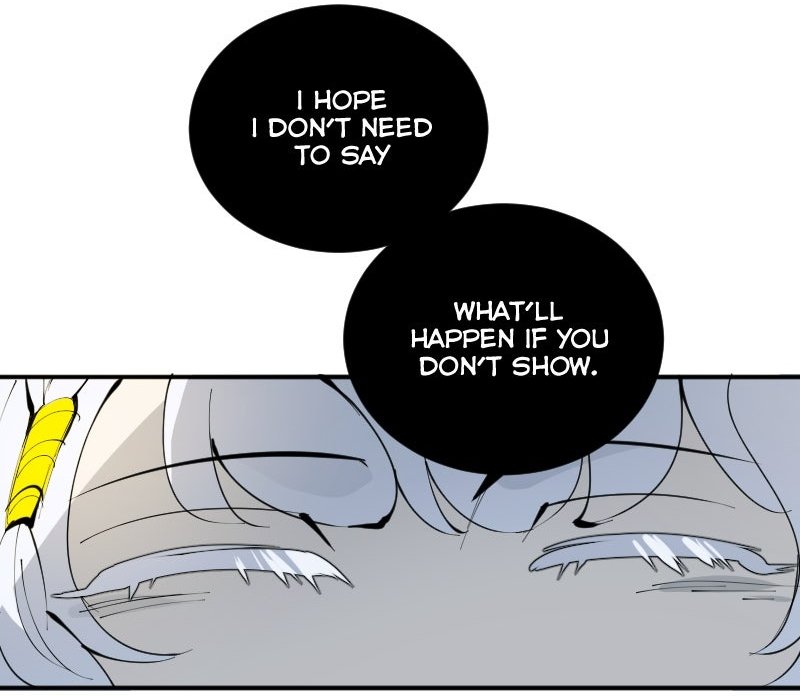 I HOPE
I DON'T NEED
TO SAY
WHAT'LL
HAPPEN IF YOU
DON'T SHOW.